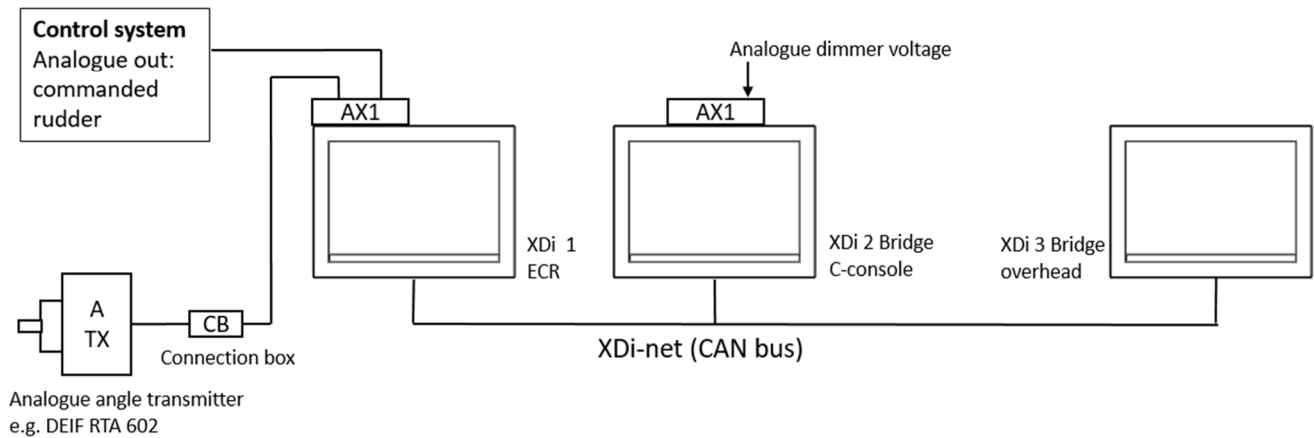 Control system
Analogue out:
commanded
rudder
Analogue dimmer voltage
AX1
AX1
XDi 1
ECR
XDi 2 Bridge
C-console
XDi 3 Bridge
overhead
A
TX
CB
Connection box
XDi-net (CAN bus)
Analogue angle transmitter
e.g. DEIF RTA 602